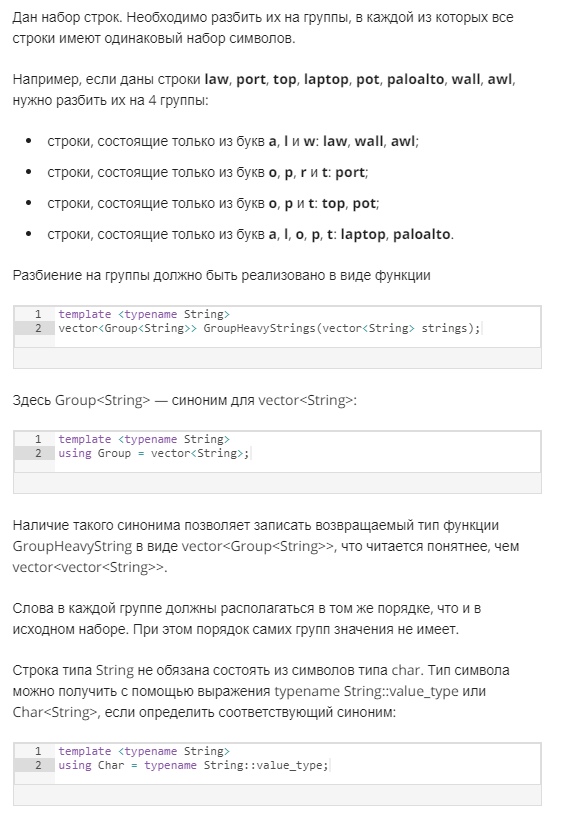 Дан набор строк. Необходимо разбить их на группы, в каждой из которых все
строки имеют одинаковый набор символов.
Например, если даны строки law, port, top, laptop, pot, paloalto, wall, awl,
нужно разбить их на 4 группы:
• строки, состоящие только из букв a, l и w: law, wall, awl;
• строки, состоящие только из букв o, p, r и t: port;
• строки, состоящие только из букв o, p и t: top, pot;
• строки, состоящие только из букв a, l, o, p, t: laptop, paloalto.
Разбиение на группы должно быть реализовано в виде функции
1 template <typename String>
2 vector<Group<String>> GroupHeavyStrings(vector<String> strings);
Здесь Group<String> — синоним для vector<String>:
1 template <typename String>
2 using Group = vector<String>;
Наличие такого синонима позволяет записать возвращаемый тип функции
GroupHeavyString в виде vector<Group<String>>, что читается понятнее, чем
vector<vector<String>>.
Слова в каждой группе должны располагаться в том же порядке, что и в
исходном наборе. При этом порядок самих групп значения не имеет.
Строка типа String не обязана состоять из символов типа char. Тип символа
можно получить с помощью выражения typename String::value_type или
Char<String>, если определить соответствующий синоним:
1 template <typename String>
2 using Char = typename String::value_type;